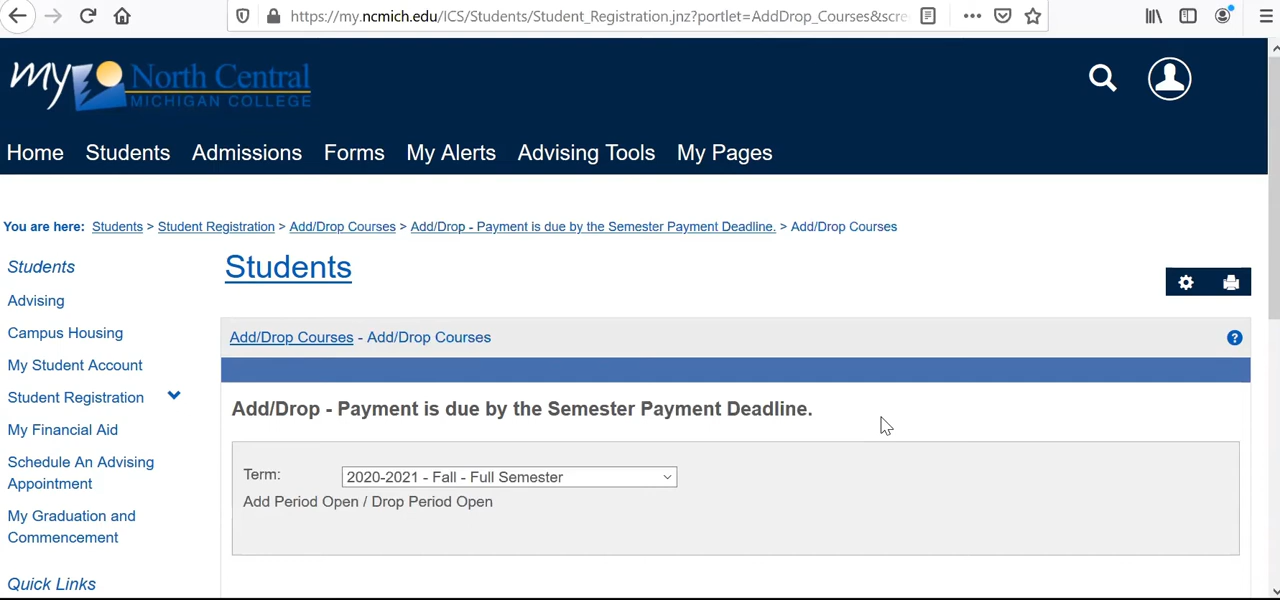 https://my.ncmich.edu/ICS/Students/Student_Registration.jnz?portlet=AddDrop_Courses&scre
my North Central
MICHIGAN COLLEGE
Home Students Admissions Forms My Alerts Advising Tools My Pages
You are here: Students > Student Registration > Add/Drop Courses > Add/Drop - Payment is due by the Semester Payment Deadline. > Add/Drop Courses
Students
Advising
Campus Housing
My Student Account
Student Registration
My Financial Aid
Schedule An Advising
Appointment
My Graduation and
Commencement
Quick Links
Students
Add/Drop Courses - Add/Drop Courses
?
Add/Drop - Payment is due by the Semester Payment Deadline.
Term: 2020-2021 - Fall - Full Semester
Add Period Open / Drop Period Open